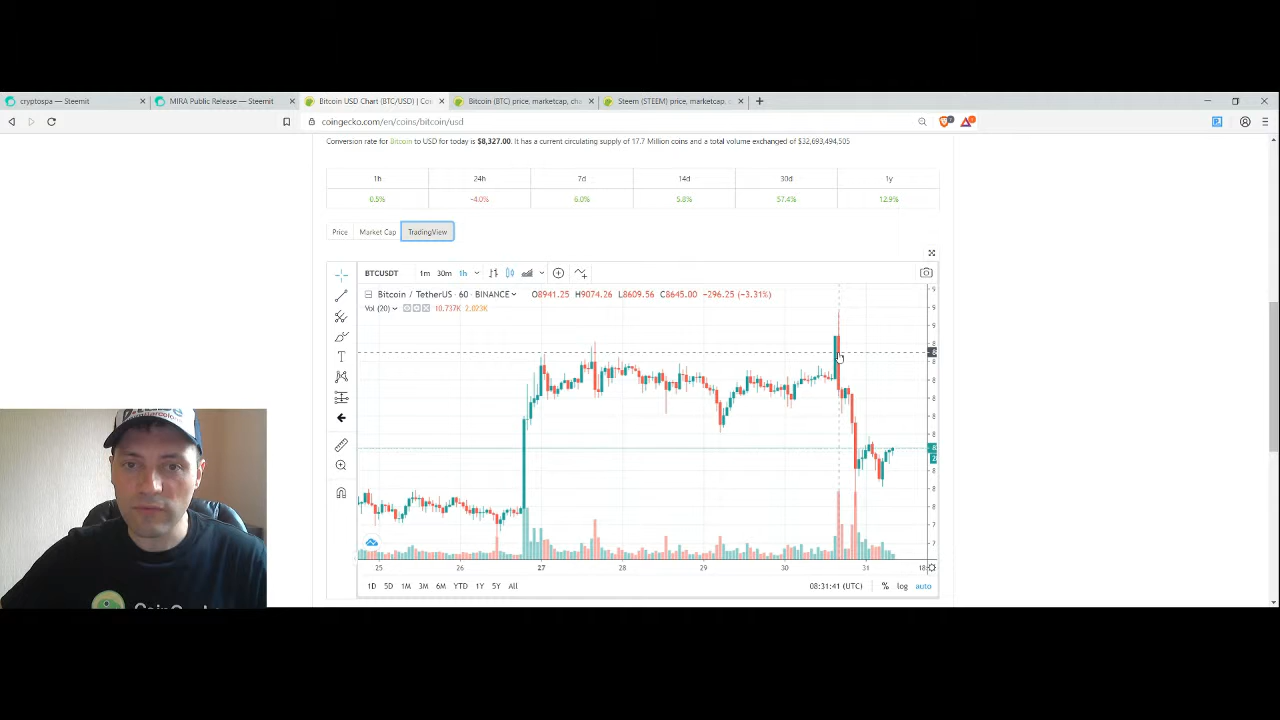 cryptospa — Steemit
MIRA Public Release — Steemit
Bitcoin USD Chart (BTC/USD) | Co
Bitcoin (BTC) price, marketcap, cha
Steem (STEEM) price, marketcap,
coingecko.com/en/coins/bitcoin/usd
Conversion rate for Bitcoin to USD for today is $8,327.00. It has a current circulating supply of 17.7 Million coins and a total volume exchanged of $32,693,494,505
1h 24h 7d 14d 30d 1y
0.5% -4.0% 6.0% 5.8% 57.4% 12.9%
Price Market Cap TradingView
BTCUSDT 1m 30m 1h
Bitcoin / TetherUS · 60 · BINANCE O8941.25 H9074.26 L8609.56 C8645.00 −296.25 (−3.31%)
Vol (20) 10.737K 2.023K
25 26 27 28 29 30 31 18:
1D 5D 1M 3M 6M YTD 1Y 5Y All 08:31:41 (UTC) % log auto